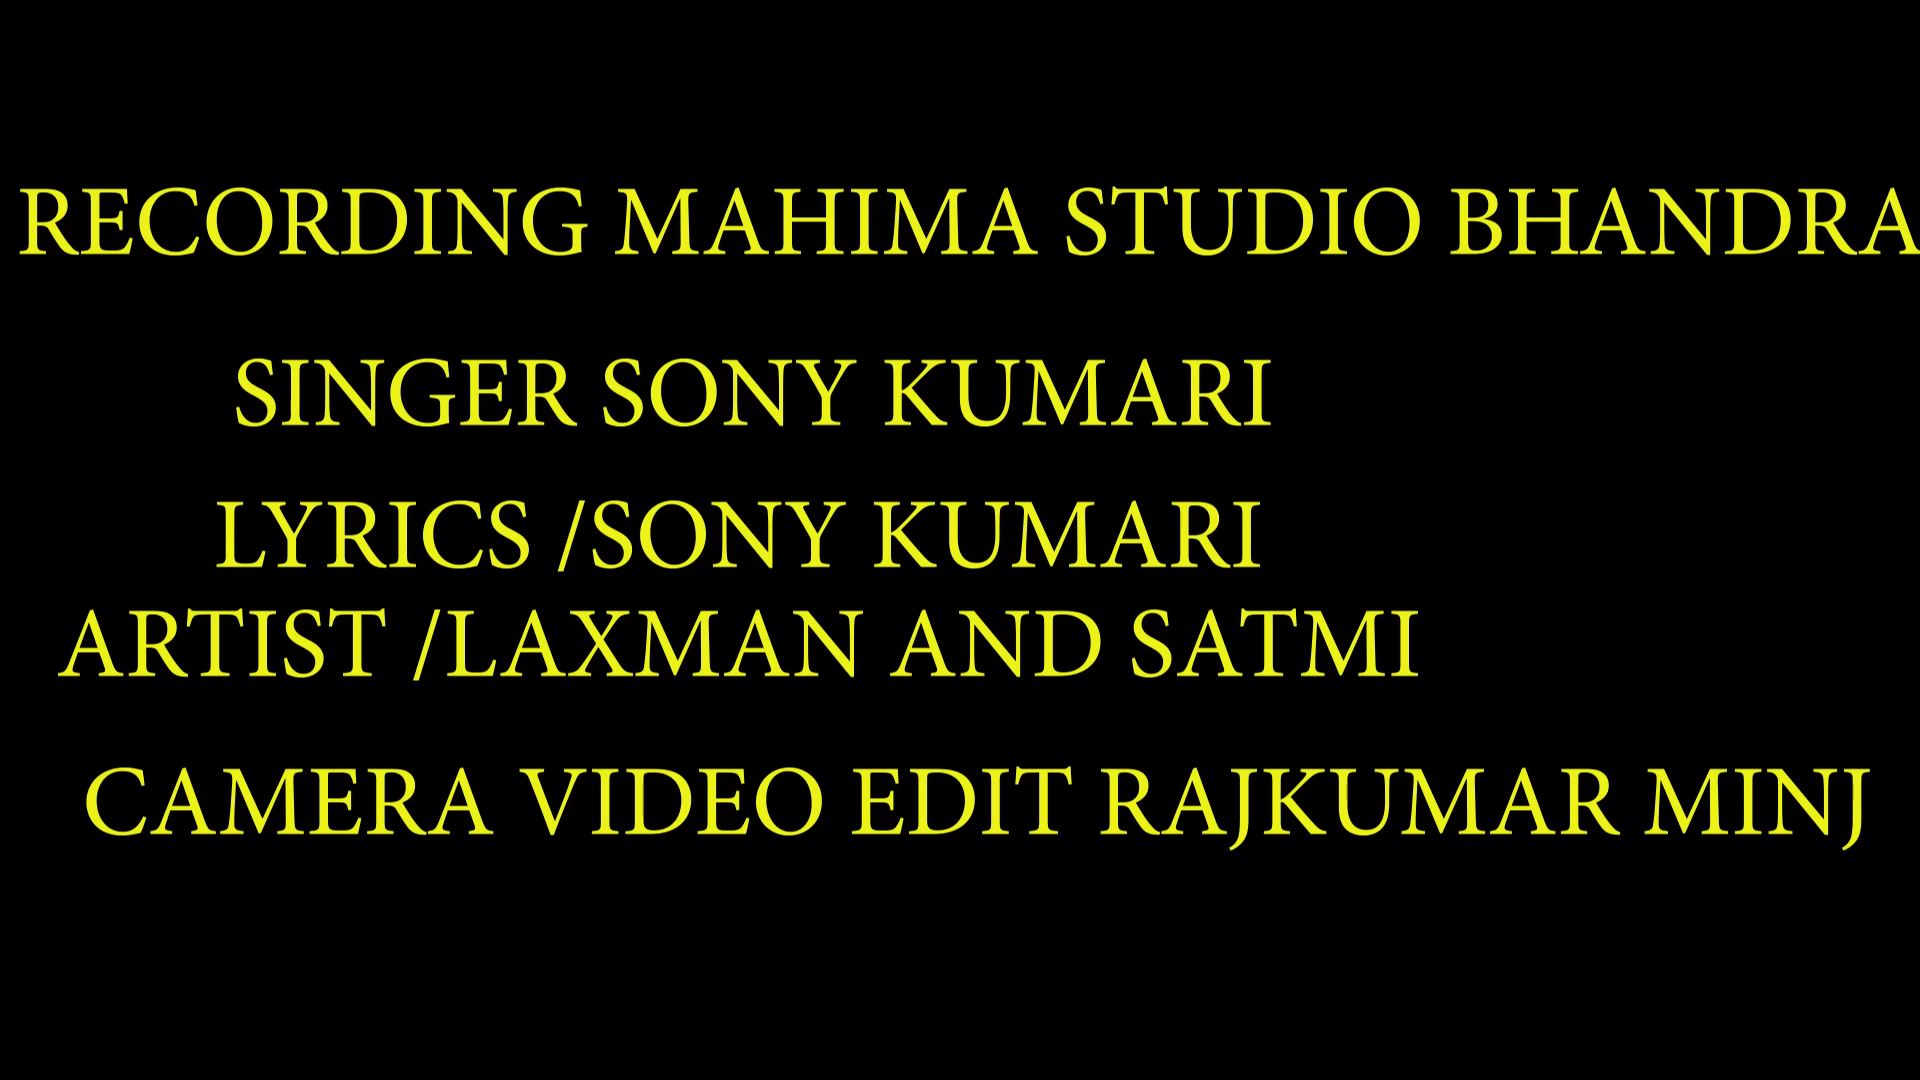 RECORDING MAHIMA STUDIO BHANDRA
SINGER SONY KUMARI
LYRICS /SONY KUMARI
ARTIST /LAXMAN AND SATMI
CAMERA VIDEO EDIT RAJKUMAR MINJ